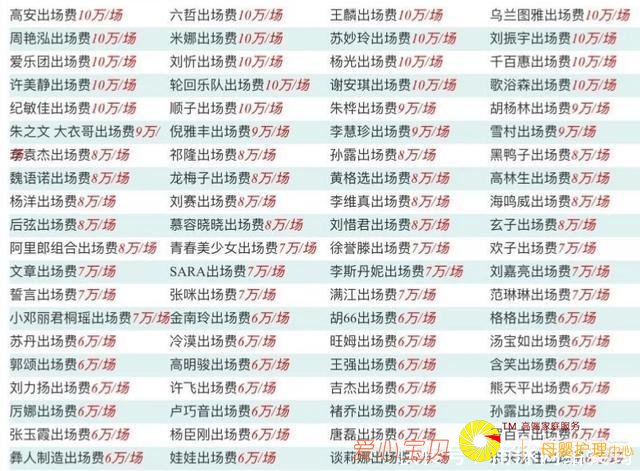 高安出场费10万/场 六哲出场费10万/场 王麟出场费10万/场 乌兰图雅出场费10万/场
周艳泓出场费10万/场 米娜出场费10万/场 苏妙玲出场费10万/场 刘振宇出场费10万/场
爱乐团出场费10万/场 刘忻出场费10万/场 杨光出场费10万/场 千百惠出场费10万/场
许美静出场费10万/场 轮回乐队出场费10万/场 谢安琪出场费10万/场 歌浴森出场费10万/场
纪敏佳出场费10万/场 顺子出场费10万/场 朱桦出场费9万/场 胡杨林出场费9万/场
朱之文 大衣哥出场费9万/ 倪雅丰出场费9万/场 李慧珍出场费9万/场 雪村出场费9万/场
场袁杰出场费8万/场 祁隆出场费8万/场 孙露出场费8万/场 黑鸭子出场费8万/场
魏语诺出场费8万/场 龙梅子出场费8万/场 黄格选出场费8万/场 高林生出场费8万/场
杨洋出场费8万/场 刘赛出场费8万/场 李维真出场费8万/场 海鸣威出场费8万/场
后弦出场费8万/场 慕容晓晓出场费8万/场 刘惜君出场费8万/场 玄子出场费8万/场
阿里郎组合出场费8万/场 青春美少女出场费7万/场 徐誉滕出场费7万/场 欢子出场费7万/场
文章出场费7万/场 SARA出场费7万/场 李斯丹妮出场费7万/场 刘嘉亮出场费7万/场
誓言出场费7万/场 张咪出场费7万/场 满江出场费7万/场 范琳琳出场费7万/场
小邓丽君桐瑶出场费7万/场 金南玲出场费6万/场 胡66出场费6万/场 格格出场费6万/场
苏丹出场费6万/场 冷漠出场费6万/场 旺姆出场费6万/场 汤宝如出场费6万/场
郭颂出场费6万/场 高明骏出场费6万/场 王强出场费6万/场 含笑出场费6万/场
刘力扬出场费6万/场 许飞出场费6万/场 吉杰出场费6万/场 熊天平出场费6万/场
厉娜出场费6万/场 卢巧音出场费6万/场 褚乔出场费6万/场 孙露出场费6万/场
张玉霞出场费6万/场 杨臣刚出场费6万/场 唐磊出场费6万/场
彝人制造出场费6万/场 娃娃出场费6万/场 谈莉娜出场费6万/场
爱小宝贝
TM 高端家庭服务
母婴护理中心